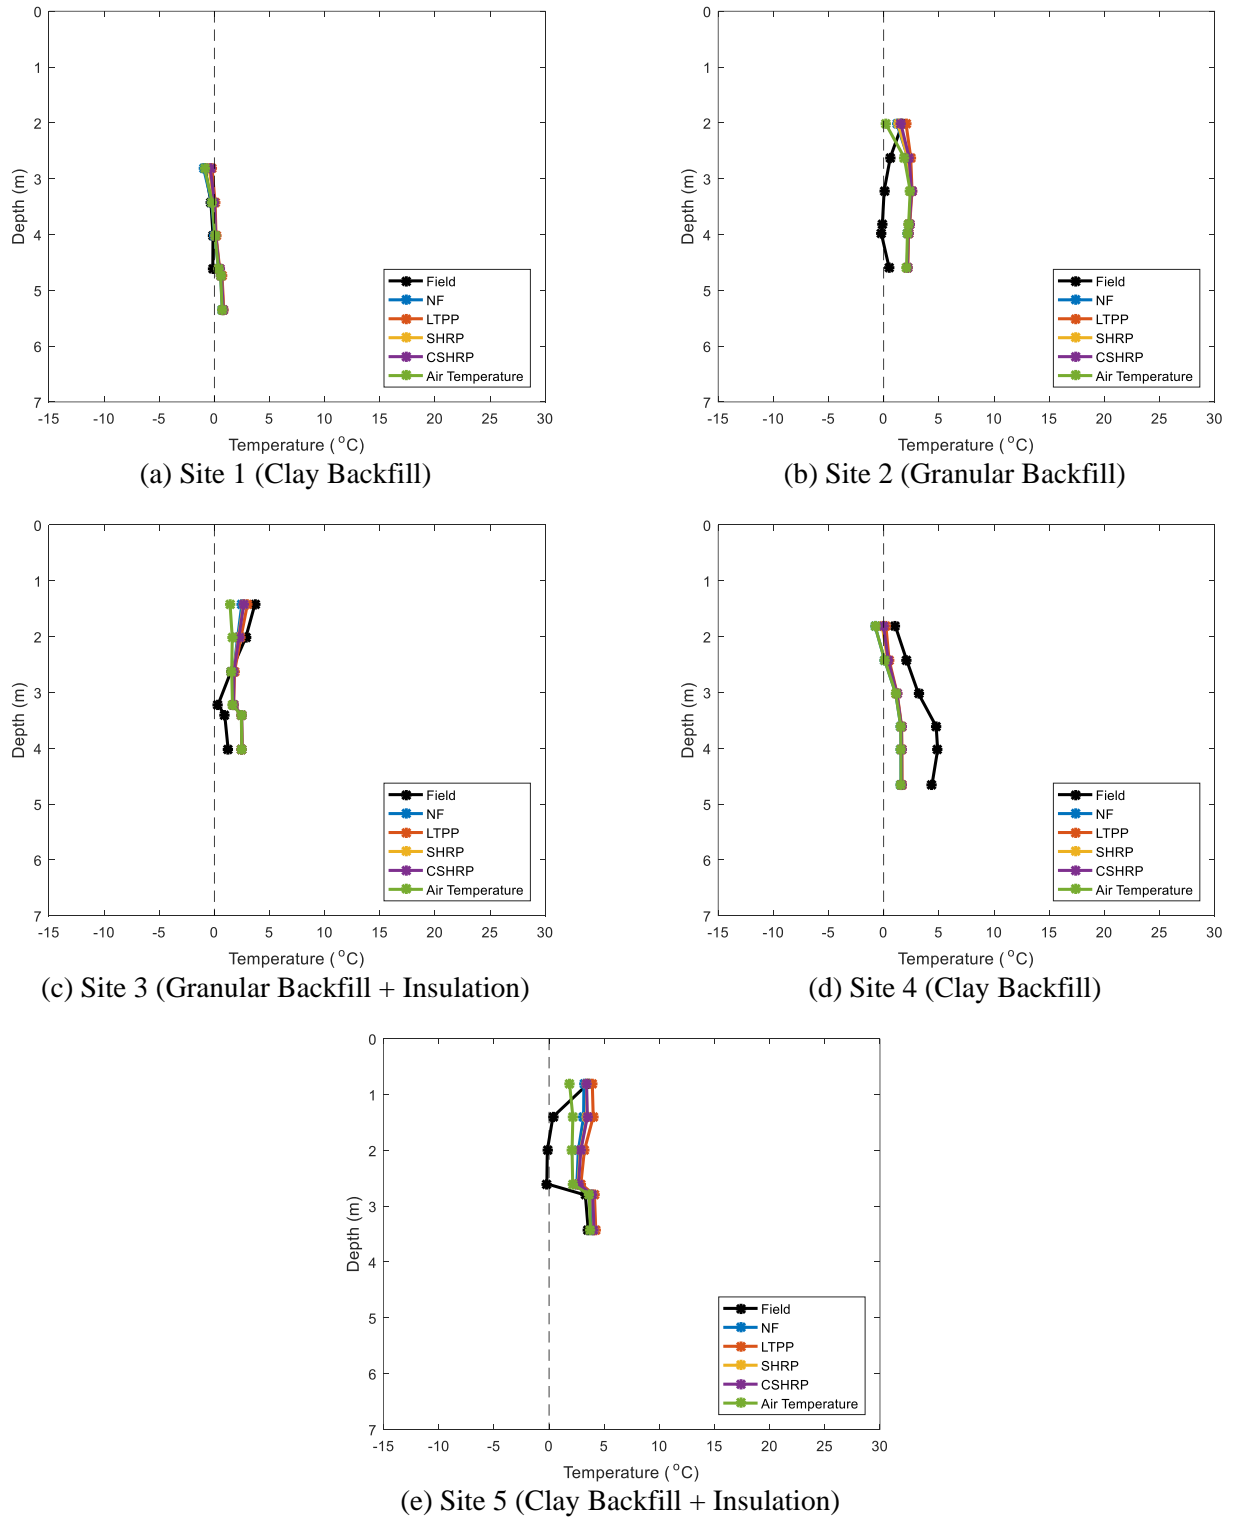 0
1
2
3
4
5
6
7
Depth (m)
-15 -10 -5 0 5 10 15 20 25 30
Temperature (°C)
Field
NF
LTPP
SHRP
CSHRP
Air Temperature
(a) Site 1 (Clay Backfill)
0
1
2
3
4
5
6
7
Depth (m)
-15 -10 -5 0 5 10 15 20 25 30
Temperature (°C)
Field
NF
LTPP
SHRP
CSHRP
Air Temperature
(b) Site 2 (Granular Backfill)
0
1
2
3
4
5
6
7
Depth (m)
-15 -10 -5 0 5 10 15 20 25 30
Temperature (°C)
Field
NF
LTPP
SHRP
CSHRP
Air Temperature
(c) Site 3 (Granular Backfill + Insulation)
0
1
2
3
4
5
6
7
Depth (m)
-15 -10 -5 0 5 10 15 20 25 30
Temperature (°C)
Field
NF
LTPP
SHRP
CSHRP
Air Temperature
(d) Site 4 (Clay Backfill)
0
1
2
3
4
5
6
7
Depth (m)
-15 -10 -5 0 5 10 15 20 25 30
Temperature (°C)
Field
NF
LTPP
SHRP
CSHRP
Air Temperature
(e) Site 5 (Clay Backfill + Insulation)